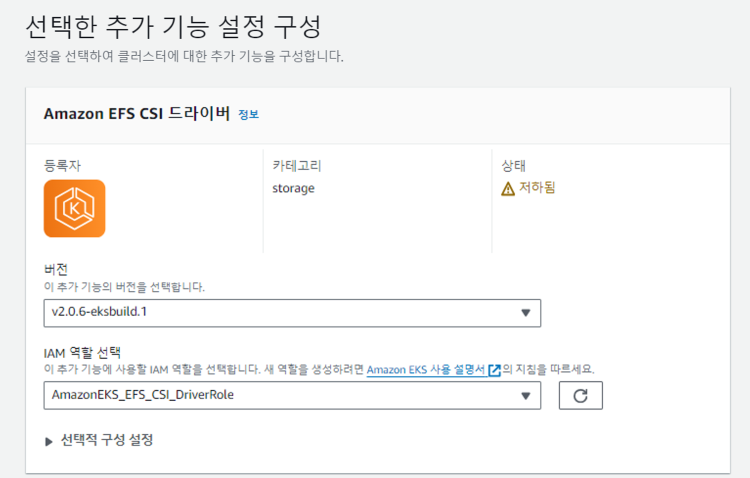 선택한 추가 기능 설정 구성
설정을 선택하여 클러스터에 대한 추가 기능을 구성합니다.
Amazon EFS CSI 드라이버 정보
등록자
카테고리
상태
K
storage
저하됨
버전
이 추가 기능의 버전을 선택합니다.
v2.0.6-eksbuild.1
IAM 역할 선택
이 추가 기능에 사용할 IAM 역할을 선택합니다. 새 역할을 생성하려면 Amazon EKS 사용 설명서의 지침을 따르세요.
AmazonEKS_EFS_CSI_DriverRole
선택적 구성 설정